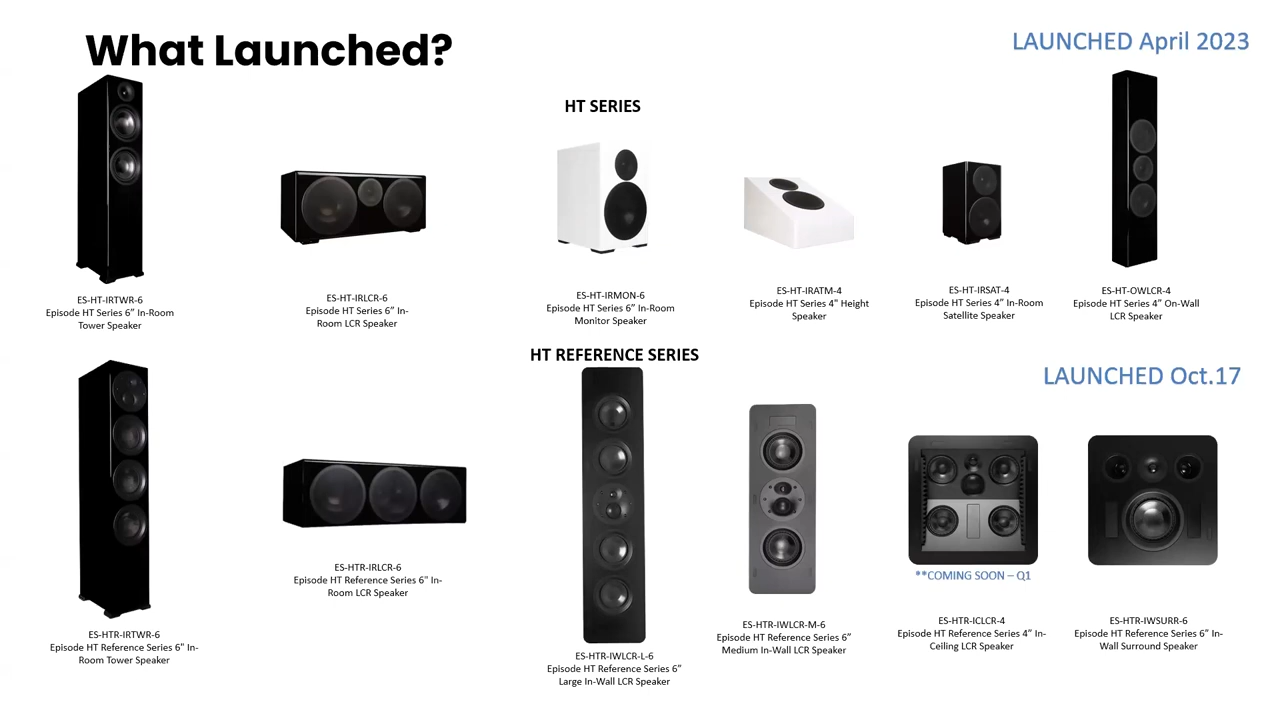 What Launched?
LAUNCHED April 2023
HT SERIES
ES-HT-IRTWR-6
Episode HT Series 6” In-Room
Tower Speaker
ES-HT-IRLCR-6
Episode HT Series 6” In-
Room LCR Speaker
ES-HT-IRMON-6
Episode HT Series 6” In-Room
Monitor Speaker
ES-HT-IRATM-4
Episode HT Series 4" Height
Speaker
ES-HT-IRSAT-4
Episode HT Series 4” In-Room
Satellite Speaker
ES-HT-OWLCR-4
Episode HT Series 4” On-Wall
LCR Speaker
HT REFERENCE SERIES
LAUNCHED Oct.17
ES-HTR-IRTWR-6
Episode HT Reference Series 6" In-
Room Tower Speaker
ES-HTR-IRLCR-6
Episode HT Reference Series 6” In-
Room LCR Speaker
ES-HTR-IWLCR-L-6
Episode HT Reference Series 6”
Large In-Wall LCR Speaker
ES-HTR-IWLCR-M-6
Episode HT Reference Series 6”
Medium In-Wall LCR Speaker
**COMING SOON – Q1
ES-HTR-ICLCR-4
Episode HT Reference Series 4” In-
Ceiling LCR Speaker
ES-HTR-IWSURR-6
Episode HT Reference Series 6” In-
Wall Surround Speaker